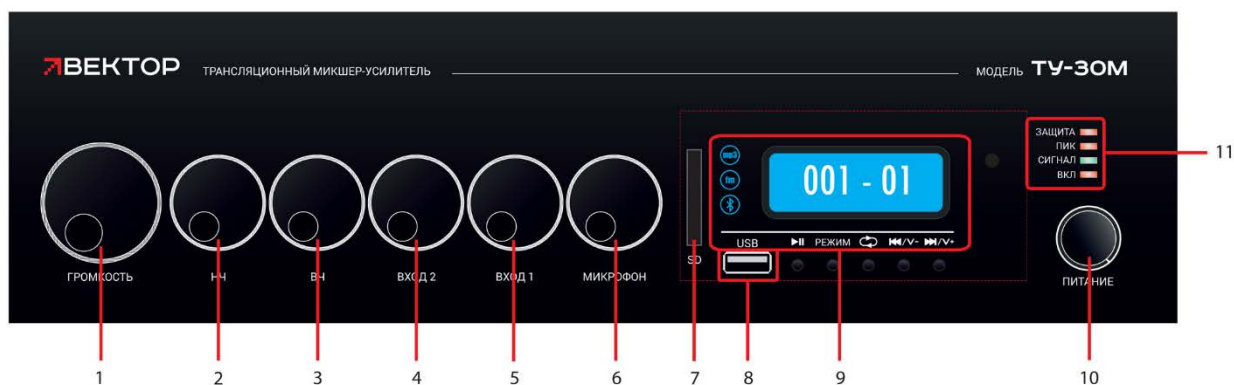 ВЕКТОР ТРАНСЛЯЦИОННЫЙ МИКШЕР-УСИЛИТЕЛЬ МОДЕЛЬ ТУ-30М
ЗАЩИТА
ПИК
СИГНАЛ
ВКЛ
11
mp3
fm
001 - 01
USB РЕЖИМ /V- /V+
SD
ГРОМКОСТЬ НЧ ВЧ ВХОД 2 ВХОД 1 МИКРОФОН ПИТАНИЕ
1 2 3 4 5 6 7 8 9 10